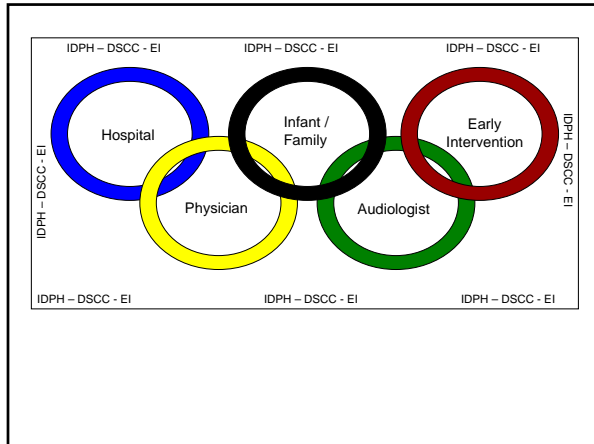 IDPH – DSCC - EI
IDPH – DSCC - EI
IDPH – DSCC - EI
Hospital
Infant /
Family
Early
Intervention
IDPH – DSCC - EI
IDPH – DSCC - EI
Physician
Audiologist
IDPH – DSCC - EI
IDPH – DSCC - EI
IDPH – DSCC - EI